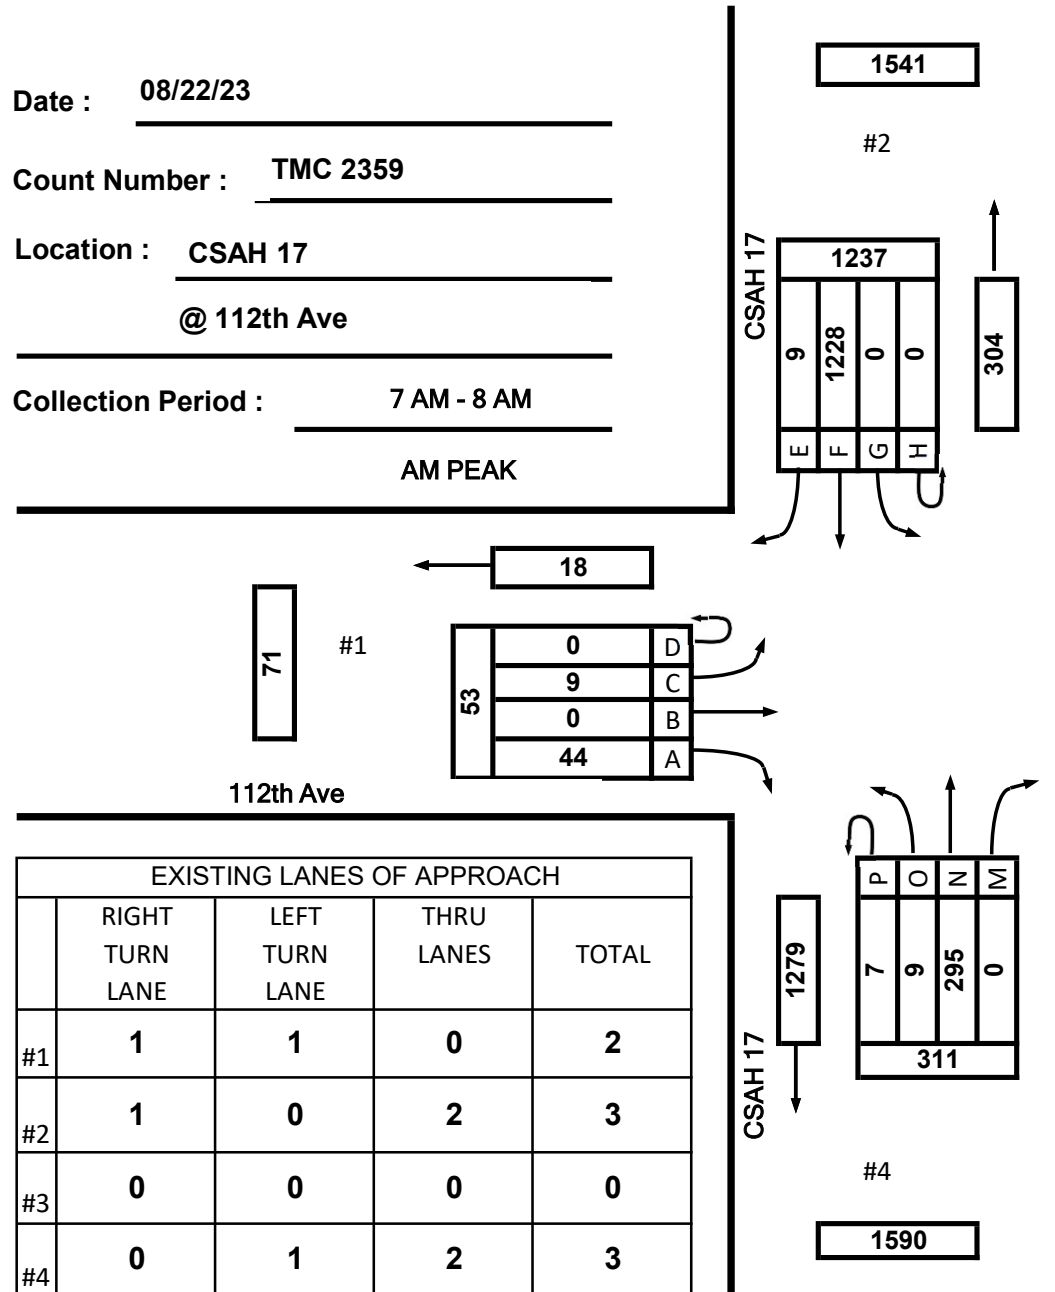 Date : 08/22/23
Count Number : TMC 2359
Location : CSAH 17
@ 112th Ave
Collection Period : 7 AM - 8 AM
AM PEAK
1541
#2
CSAH 17
1237
9 1228 0 0
E F G H
304
18
71
#1
53
0 D
9 C
0 B
44 A
112th Ave
EXISTING LANES OF APPROACH
RIGHT TURN LANE LEFT TURN LANE THRU LANES TOTAL
#1 1 1 0 2
#2 1 0 2 3
#3 0 0 0 0
#4 0 1 2 3
CSAH 17
1279
P O N M
7 9 295 0
311
#4
1590